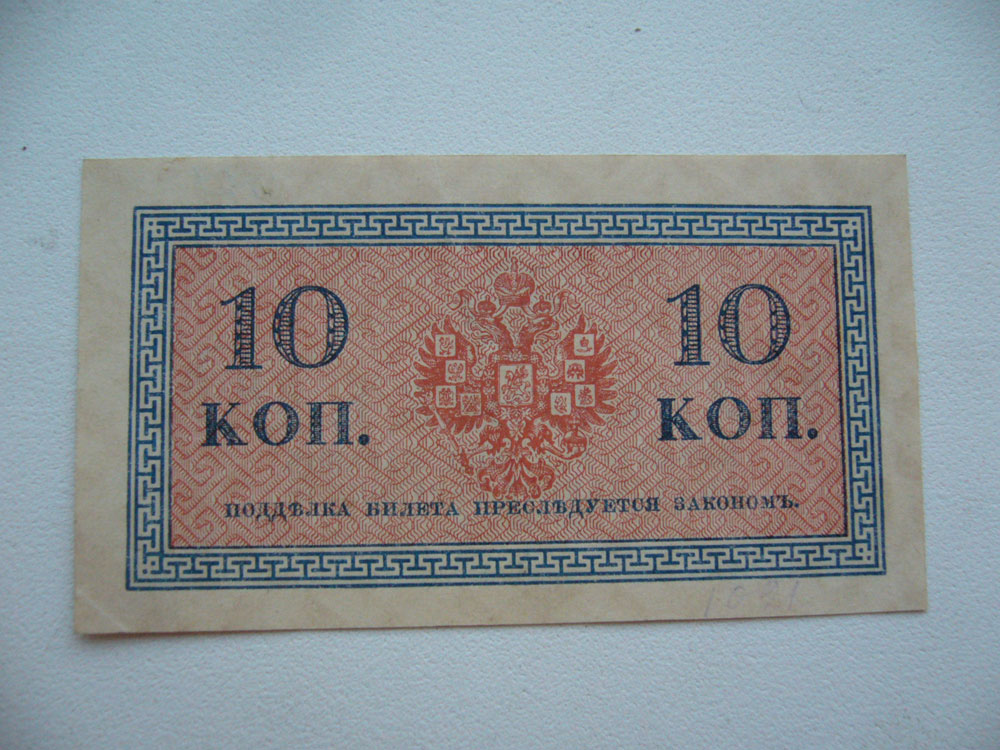 10 10
КОП. КОП.
ПОДДѢЛКА БИЛЕТА ПРЕСЛѢДУЕТСЯ ЗАКОНОМЪ.